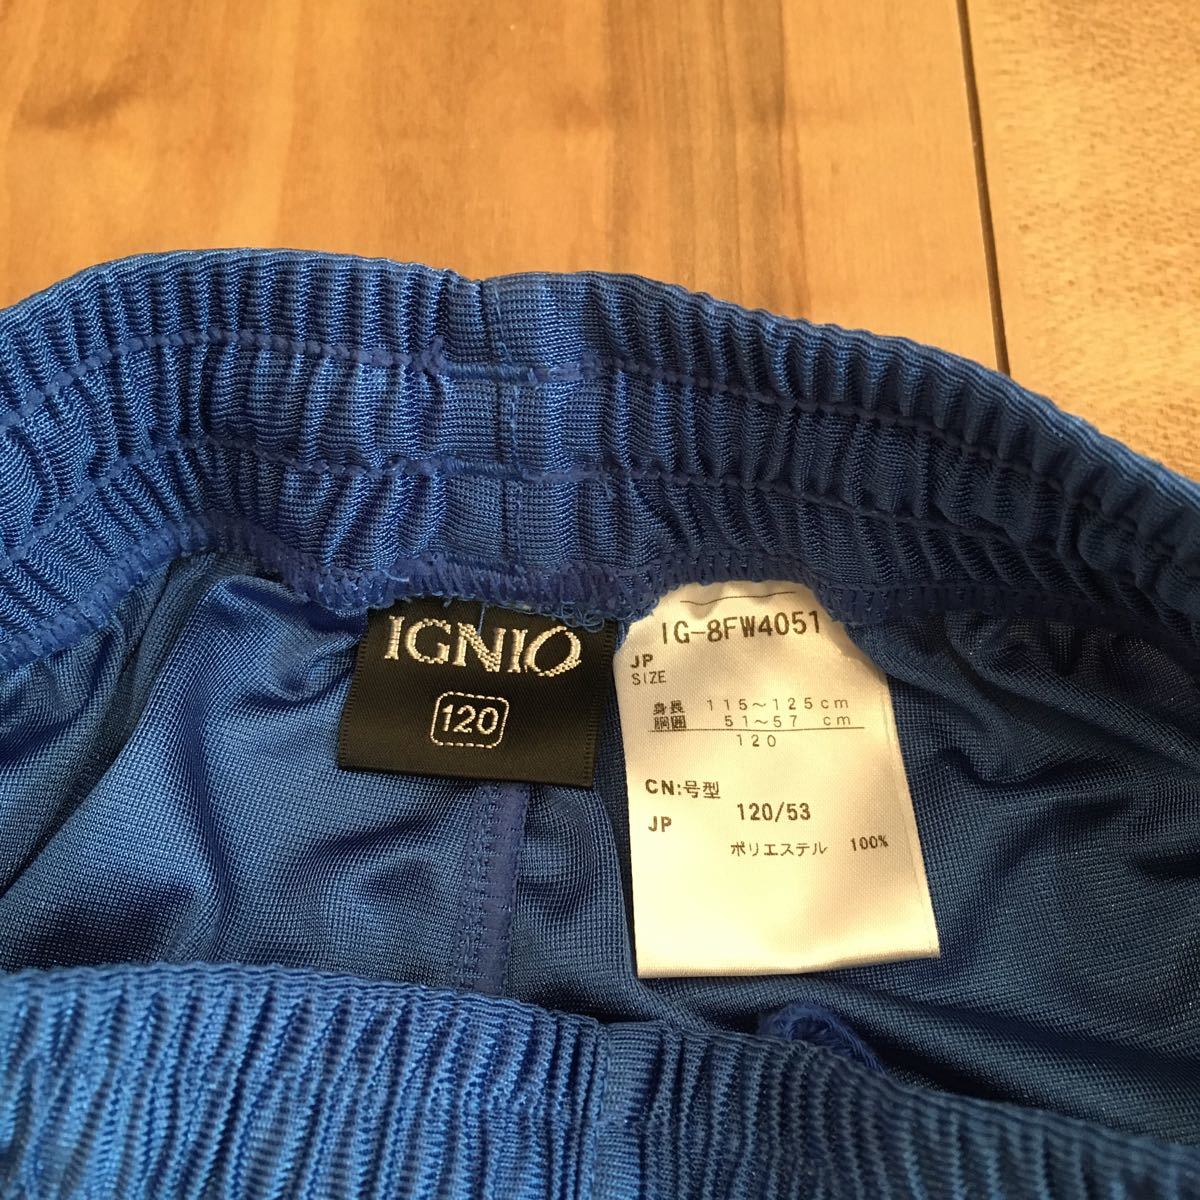 IGNIO
120
IG-8FW4051
JP
SIZE
身長 115～125cm
胴囲 51～57 cm
120
CN:号型
JP 120/53
ポリエステル 100%